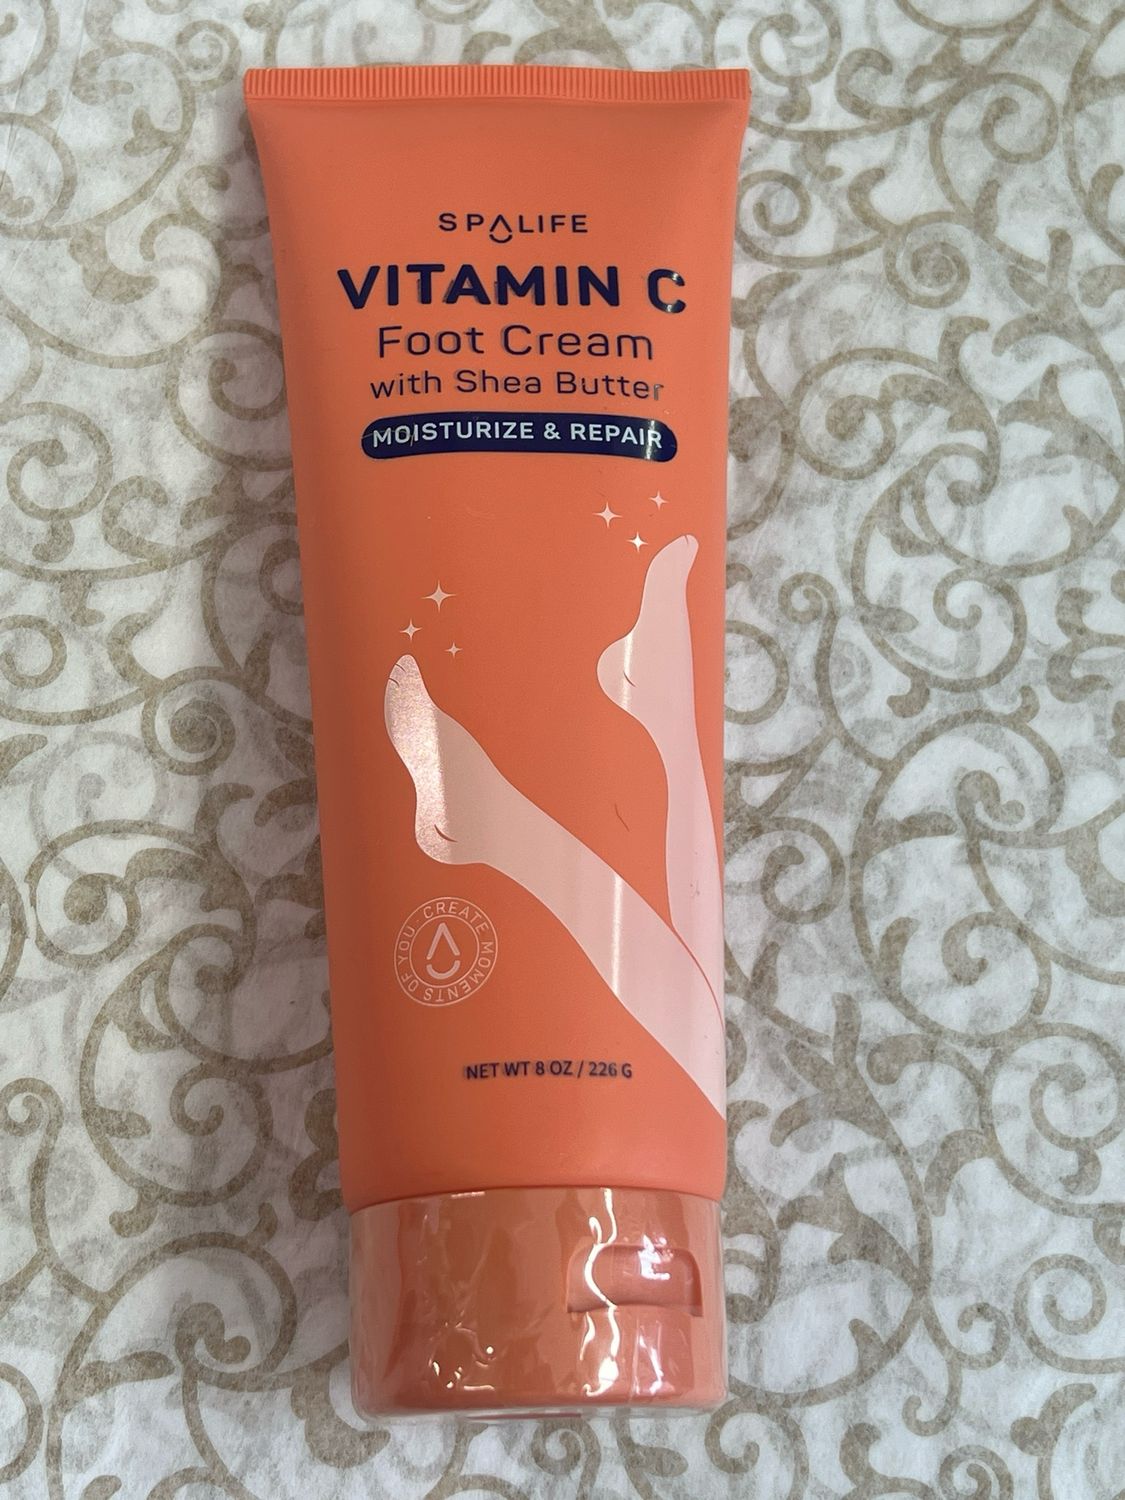 SPALIFE
VITAMIN C
Foot Cream
with Shea Butter
MOISTURIZE & REPAIR
CREATE MOMENTS OF YOU
NET WT 8 OZ / 226 G